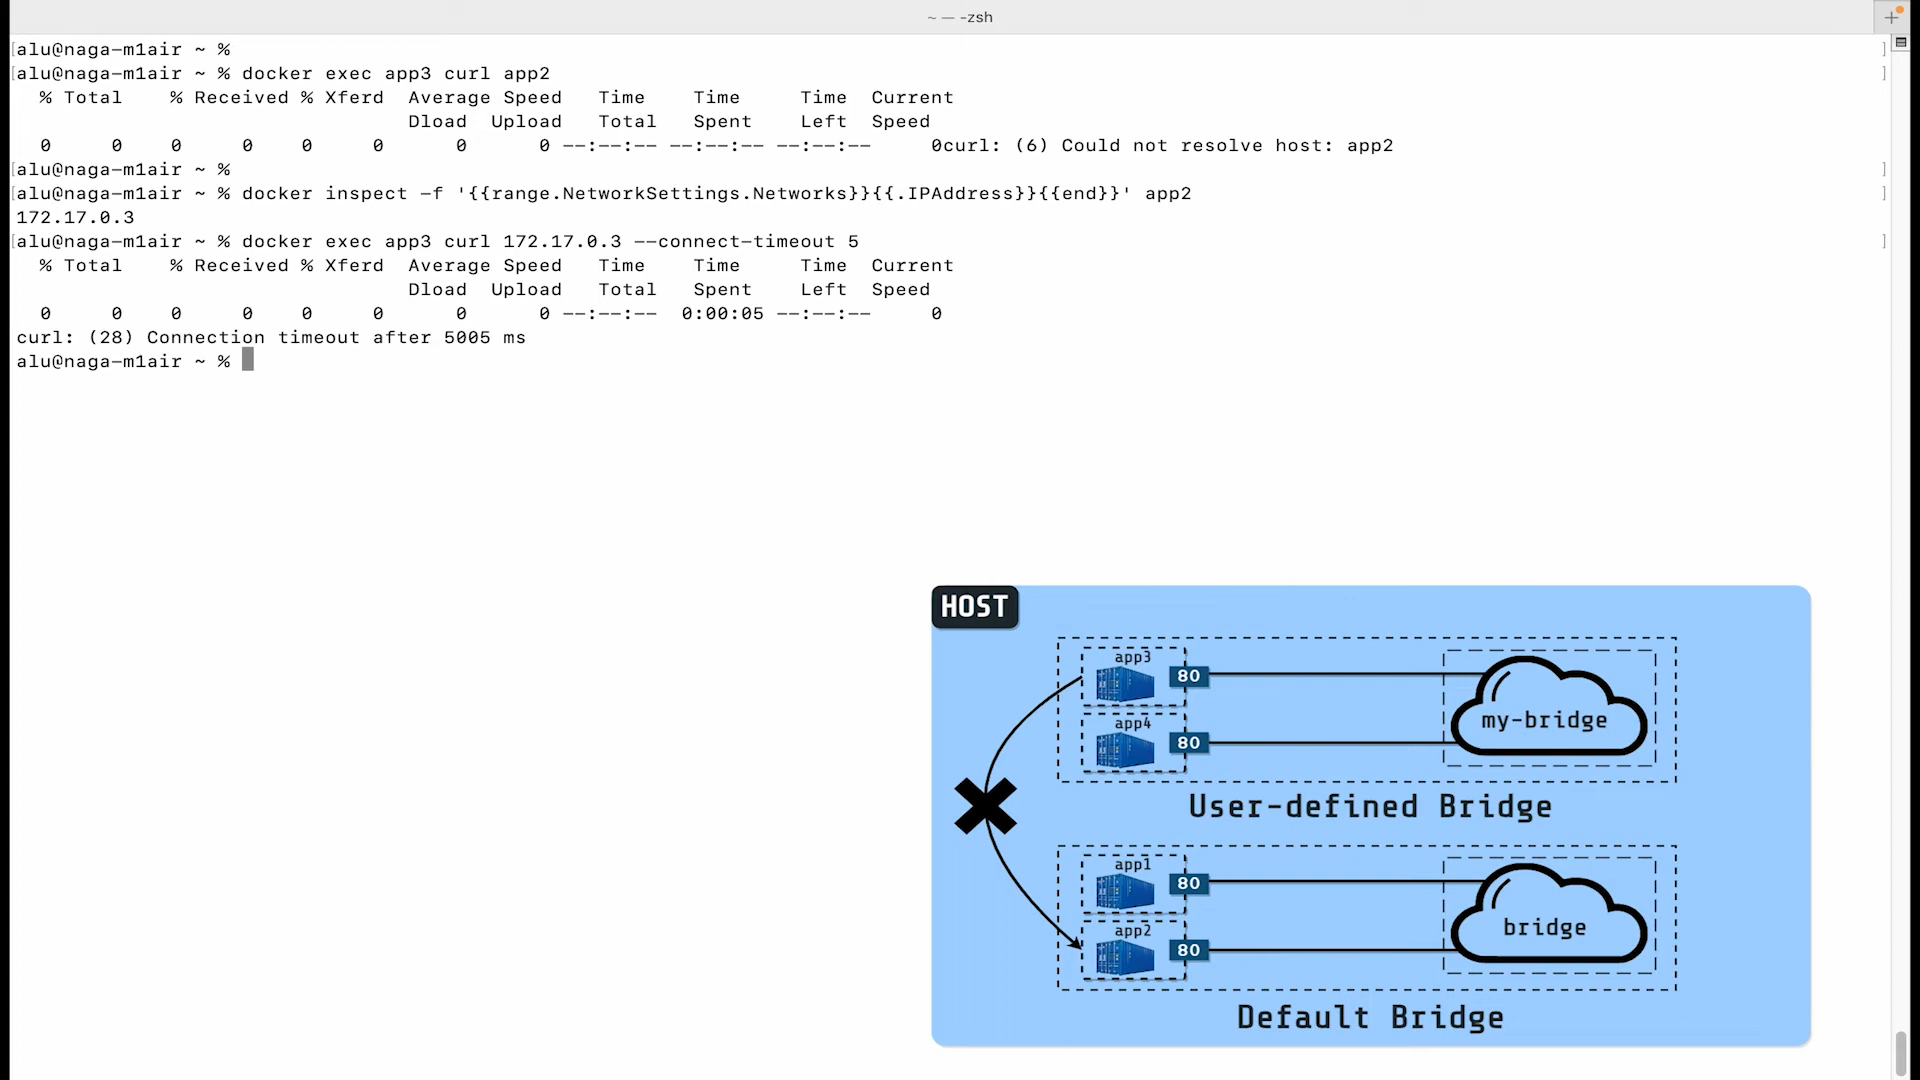 ~ — -zsh
alu@naga-m1air ~ %
alu@naga-m1air ~ % docker exec app3 curl app2
% Total % Received % Xferd Average Speed Time Time Time Current
Dload Upload Total Spent Left Speed
0 0 0 0 0 0 0 0 --:--:-- --:--:-- --:--:-- 0curl: (6) Could not resolve host: app2
alu@naga-m1air ~ %
alu@naga-m1air ~ % docker inspect -f '{{range.NetworkSettings.Networks}}{{.IPAddress}}{{end}}' app2
172.17.0.3
alu@naga-m1air ~ % docker exec app3 curl 172.17.0.3 --connect-timeout 5
% Total % Received % Xferd Average Speed Time Time Time Current
Dload Upload Total Spent Left Speed
0 0 0 0 0 0 0 0 --:--:-- 0:00:05 --:--:-- 0
curl: (28) Connection timeout after 5005 ms
alu@naga-m1air ~ %
HOST
app3
80
my-bridge
app4
80
User-defined Bridge
app1
80
bridge
app2
80
Default Bridge